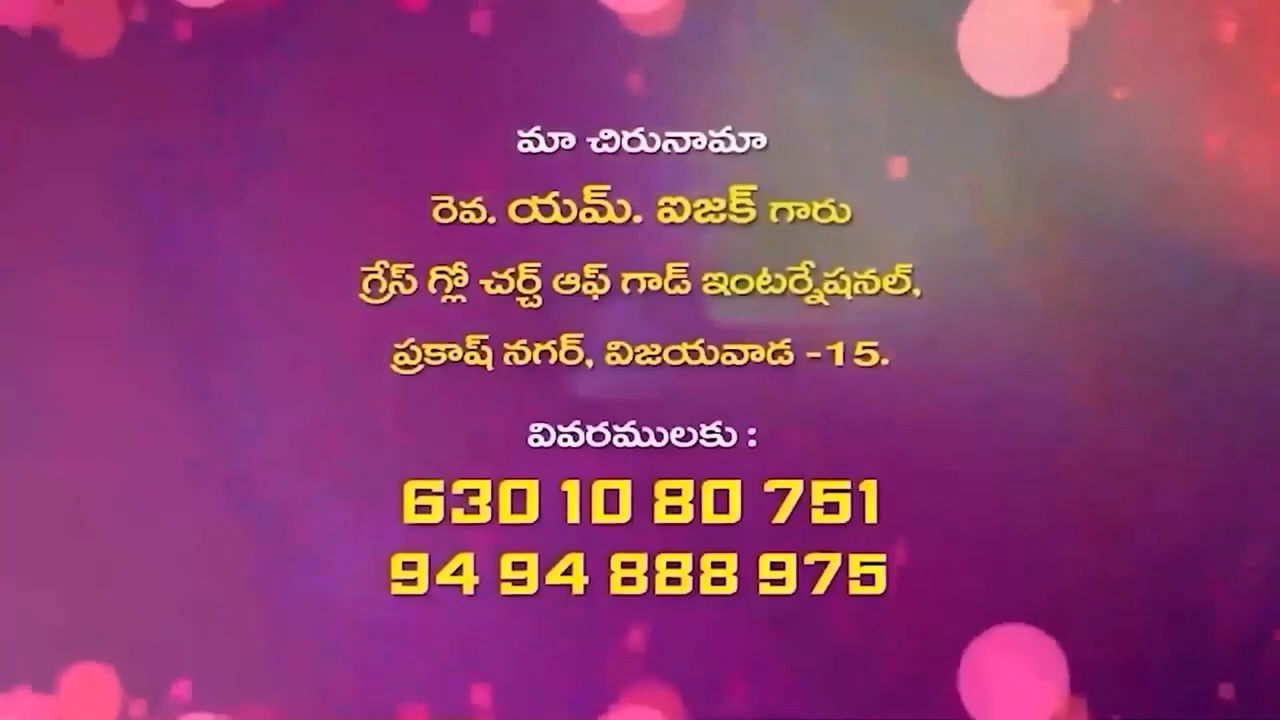 మా చిరునామా
రెవ. యమ్. ఐజక్ గారు
గ్రేస్ గ్లో చర్చ్ ఆఫ్ గాడ్ ఇంటర్నేషనల్,
ప్రకాష్ నగర్, విజయవాడ -15.
వివరములకు :
630 10 80 751
94 94 888 975